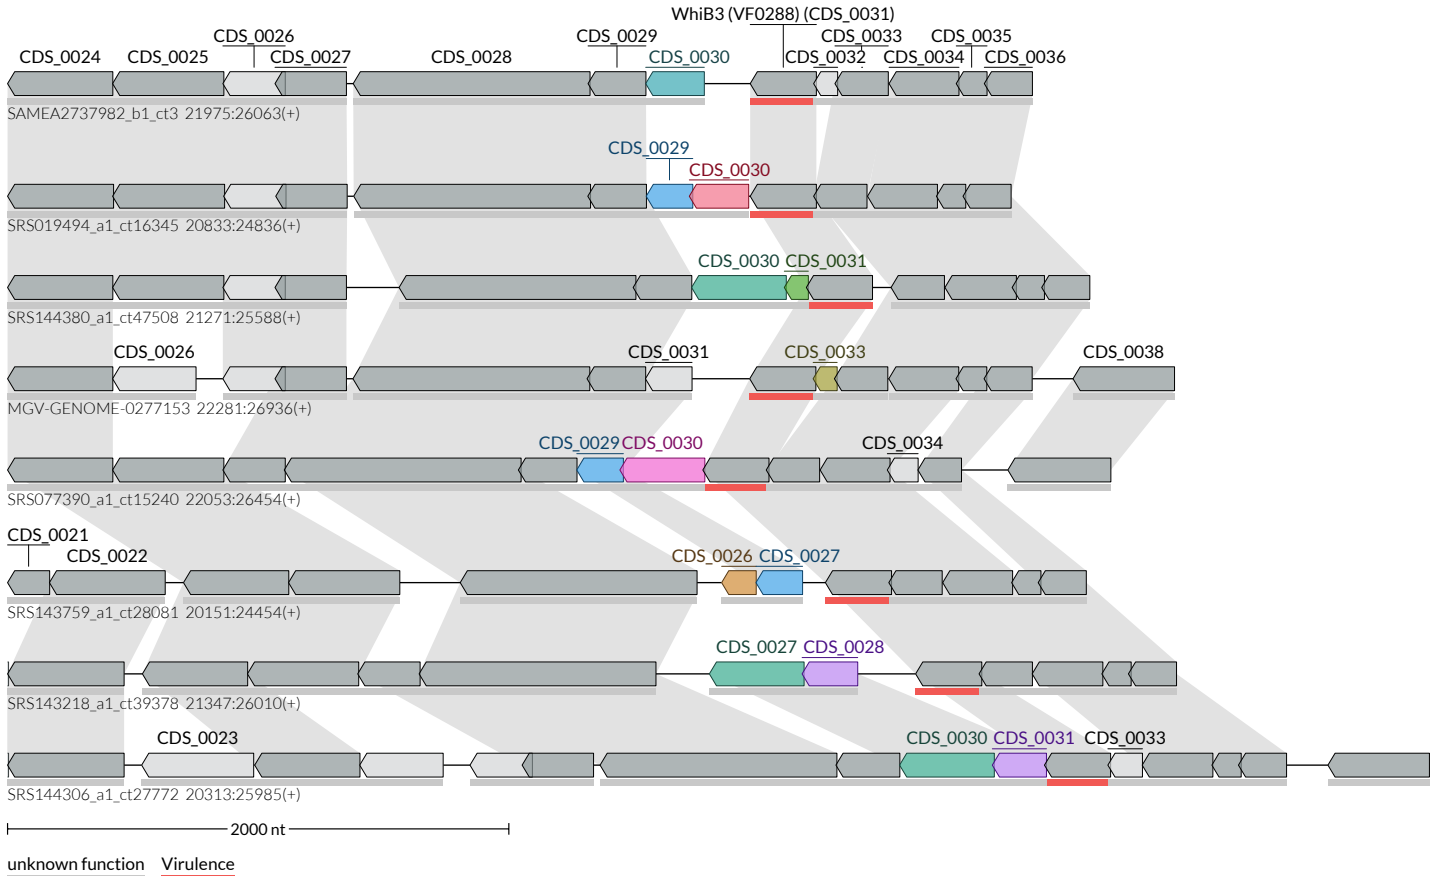 WhiB3 (VF0288) (CDS_0031)
CDS_0026 CDS_0029 CDS_0033 CDS_0035
CDS_0024 CDS_0025 CDS_0027 CDS_0028 CDS_0030 CDS_0032 CDS_0034 CDS_0036
SAMEA2737982_b1_ct3 21975:26063(+)
CDS_0029
CDS_0030
SRS019494_a1_ct16345 20833:24836(+)
CDS_0030 CDS_0031
SRS144380_a1_ct47508 21271:25588(+)
CDS_0026 CDS_0031 CDS_0033 CDS_0038
MGV-GENOME-0277153 22281:26936(+)
CDS_0029 CDS_0030 CDS_0034
SRS077390_a1_ct15240 22053:26454(+)
CDS_0021
CDS_0022 CDS_0026 CDS_0027
SRS143759_a1_ct28081 20151:24454(+)
CDS_0027 CDS_0028
SRS143218_a1_ct39378 21347:26010(+)
CDS_0023 CDS_0030 CDS_0031 CDS_0033
SRS144306_a1_ct27772 20313:25985(+)
2000 nt
unknown function Virulence